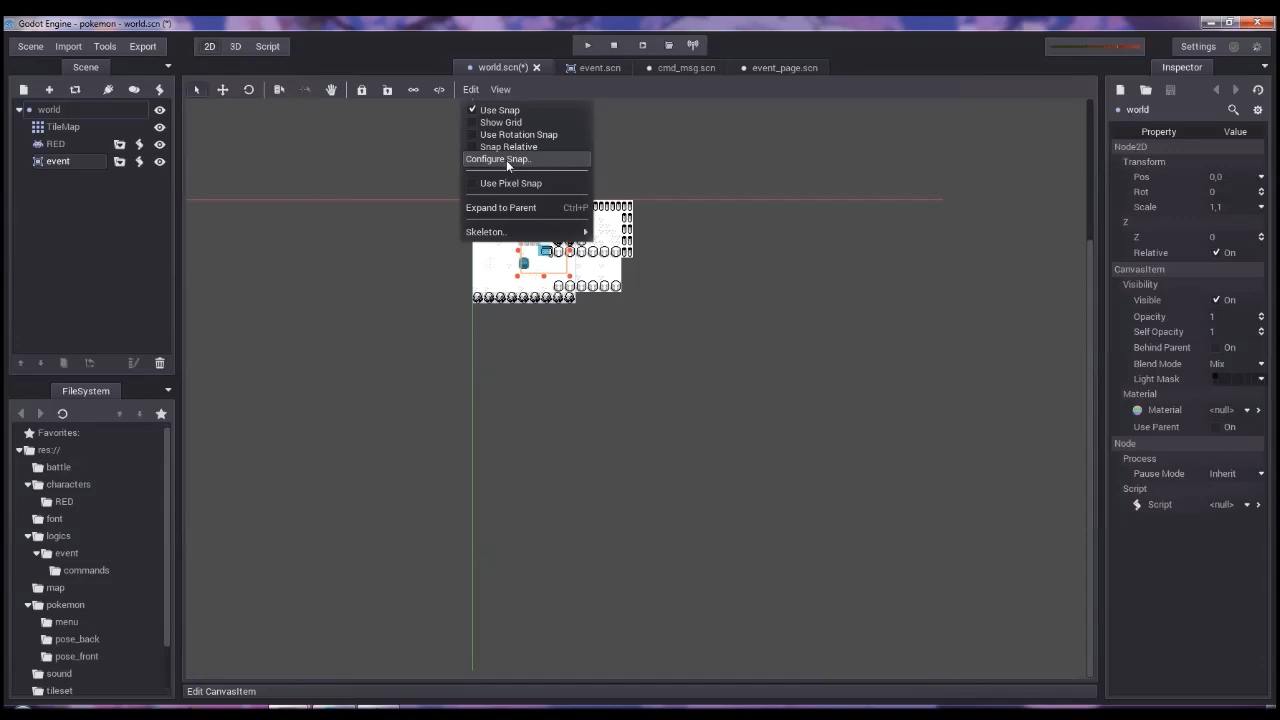 Godot Engine - pokemon - world.scn (*)
Scene Import Tools Export
2D 3D Script
Settings
Scene
world.scn(*) event.scn cmd_msg.scn event_page.scn
Inspector
Edit View
world
TileMap
RED
event
Use Snap
Show Grid
Use Rotation Snap
Snap Relative
Configure Snap..
Use Pixel Snap
Expand to Parent Ctrl+P
Skeleton..
world
Property Value
Node2D
Transform
Pos 0,0
Rot 0
Scale 1,1
Z
Z 0
Relative On
CanvasItem
Visibility
Visible On
Opacity 1
Self Opacity 1
Behind Parent On
Blend Mode Mix
Light Mask
Material
Material <null>
Use Parent On
Node
Process
Pause Mode Inherit
Script
Script <null>
FileSystem
Favorites:
res://
battle
characters
RED
font
logics
event
commands
map
pokemon
menu
pose_back
pose_front
sound
tileset
Edit CanvasItem